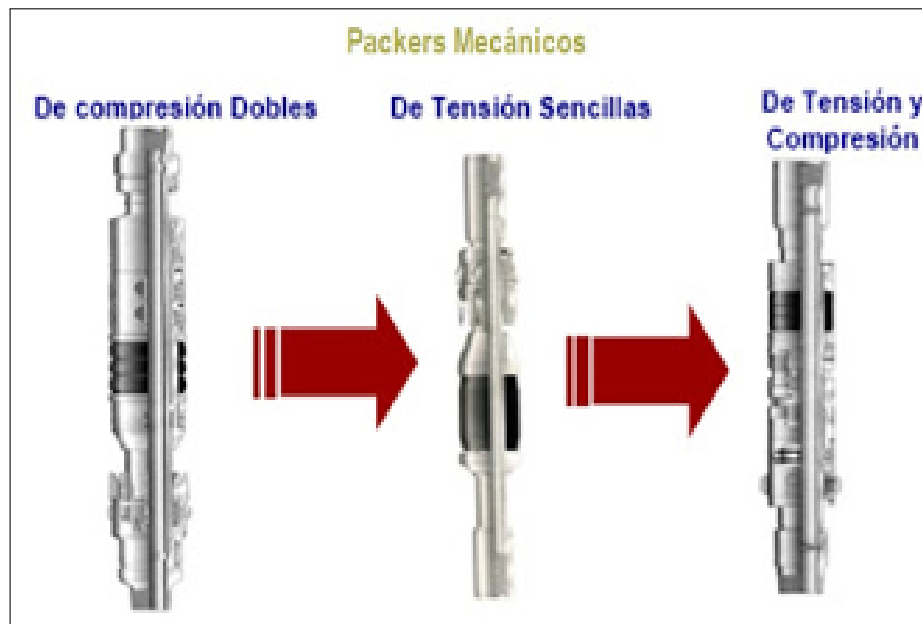 Packers Mecánicos
De compresión Dobles
De Tensión Sencillas
De Tensión y
Compresión